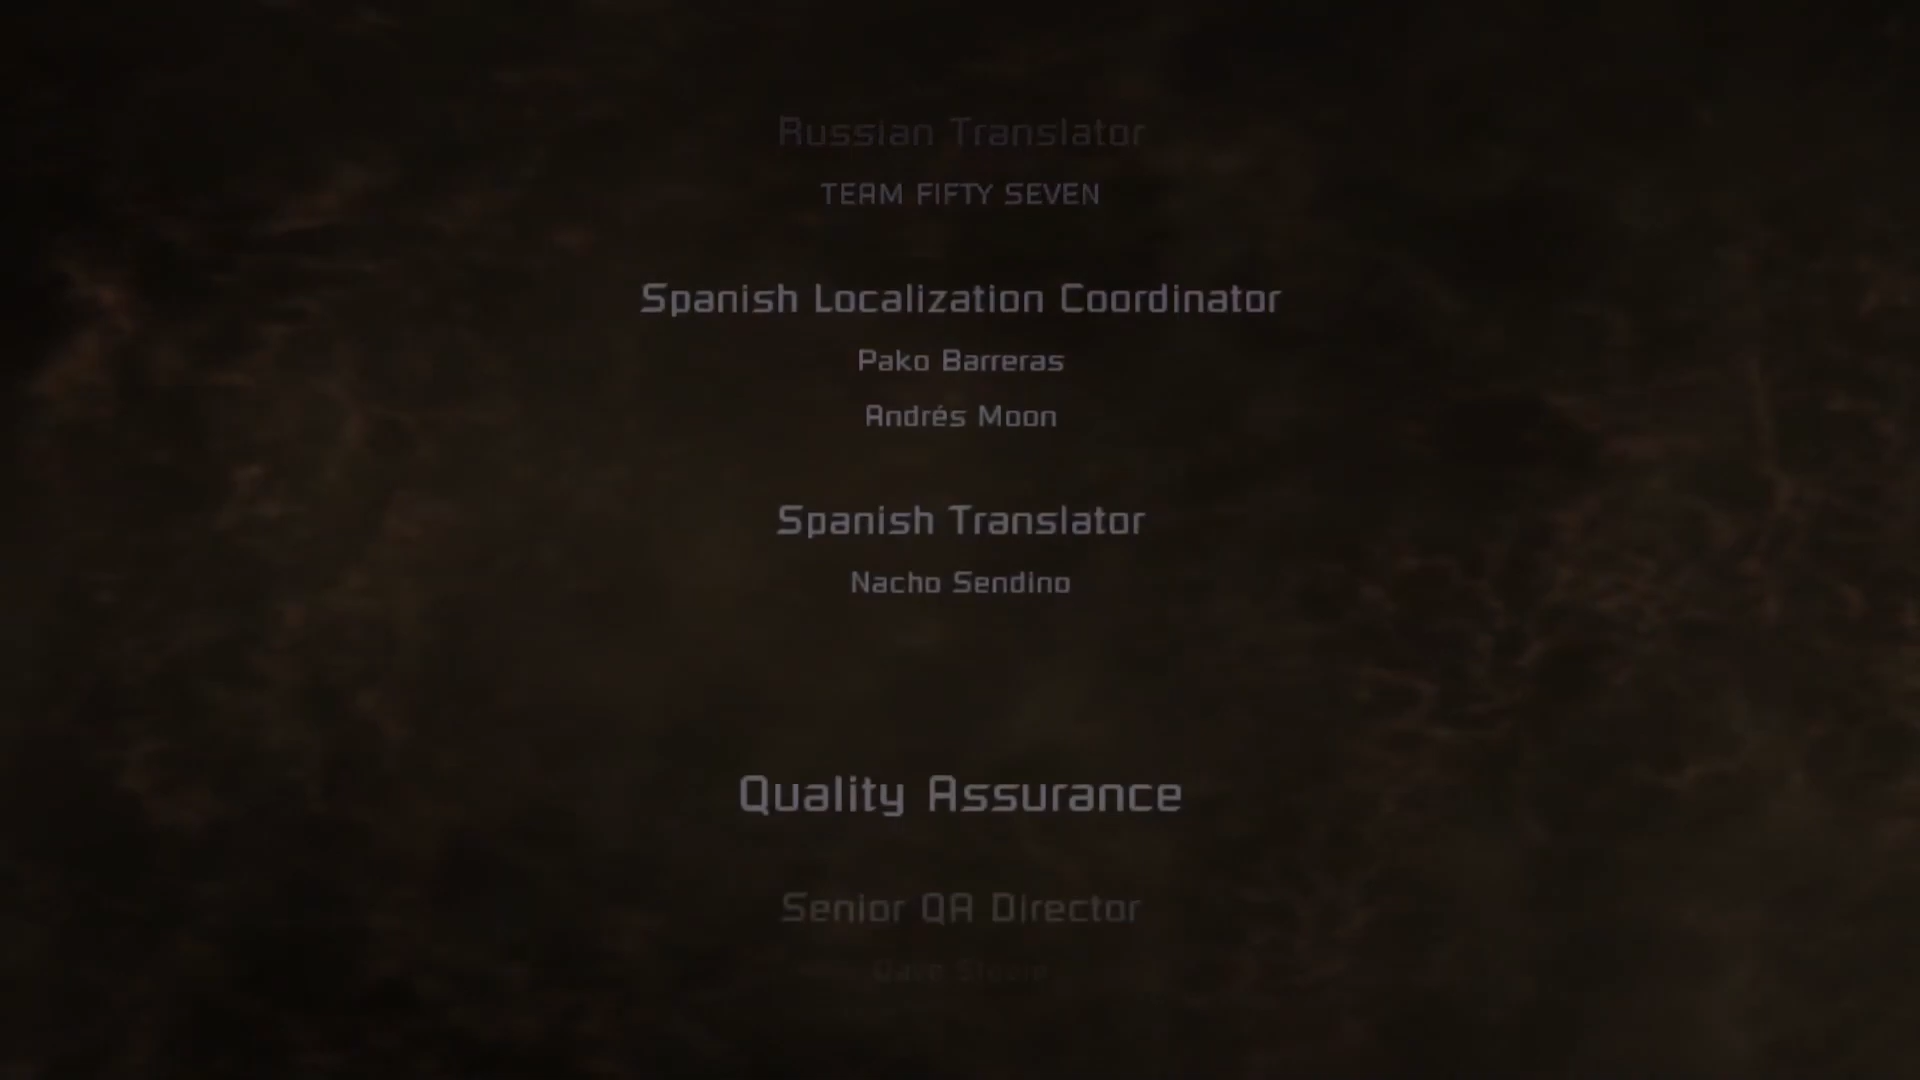 Russian Translator
TEAM FIFTY SEVEN
Spanish Localization Coordinator
Pako Barreras
Andrés Moon
Spanish Translator
Nacho Sendino
Quality Assurance
Senior QA Director
Dave